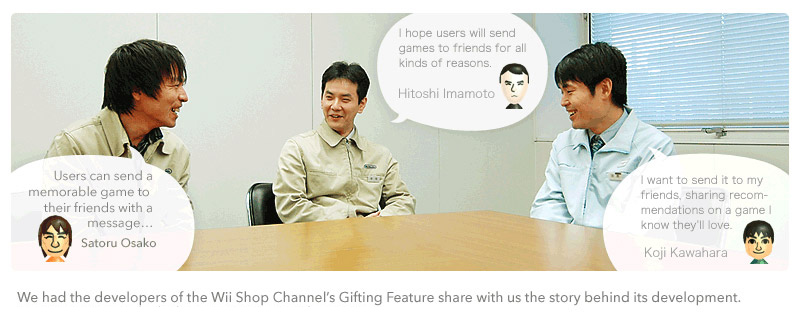 I hope users will send
games to friends for all
kinds of reasons.
Hitoshi Imamoto
Users can send a
memorable game to
their friends with a
message…
Satoru Osako
I want to send it to my
friends, sharing recom-
mendations on a game I
know they'll love.
Koji Kawahara
We had the developers of the Wii Shop Channel's Gifting Feature share with us the story behind its development.